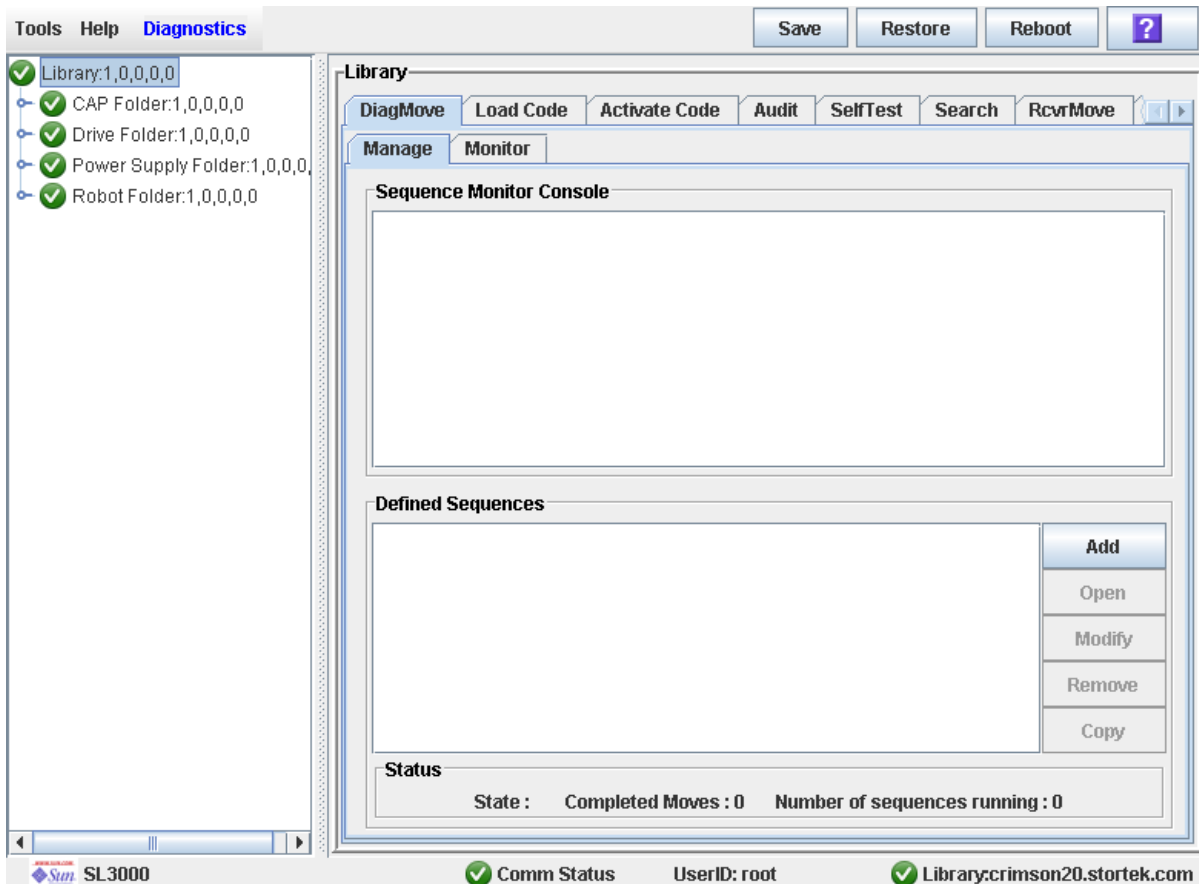 Tools Help Diagnostics Save Restore Reboot ?
Library:1,0,0,0,0
CAP Folder:1,0,0,0,0
Drive Folder:1,0,0,0,0
Power Supply Folder:1,0,0,0,
Robot Folder:1,0,0,0,0
Library
DiagMove Load Code Activate Code Audit SelfTest Search RcvrMove
Manage Monitor
Sequence Monitor Console
Defined Sequences
Add
Open
Modify
Remove
Copy
Status
State : Completed Moves : 0 Number of sequences running : 0
Sun SL3000 Comm Status UserID: root Library:crimson20.stortek.com